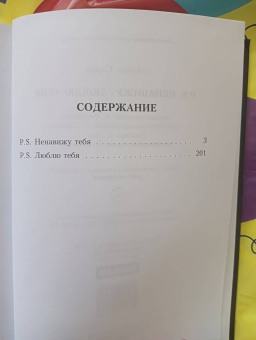 СОДЕРЖАНИЕ
P.S. Ненавижу тебя . . . . . . . . . . . . . . . . . . . 3
P.S. Люблю тебя . . . . . . . . . . . . . . . . . . . . 201